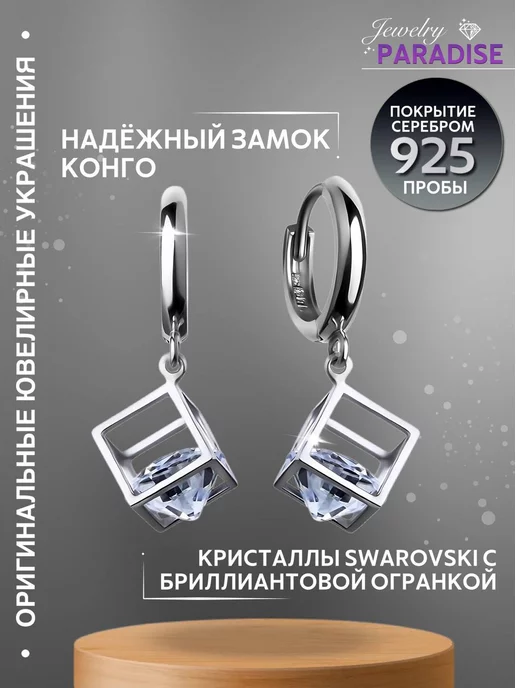 Jewelry
PARADISE
ПОКРЫТИЕ
СЕРЕБРОМ
925
ПРОБЫ
НАДЁЖНЫЙ ЗАМОК
КОНГО
• ОРИГИНАЛЬНЫЕ ЮВЕЛИРНЫЕ УКРАШЕНИЯ •
КРИСТАЛЛЫ SWAROVSKI С
БРИЛЛИАНТОВОЙ ОГРАНКОЙ